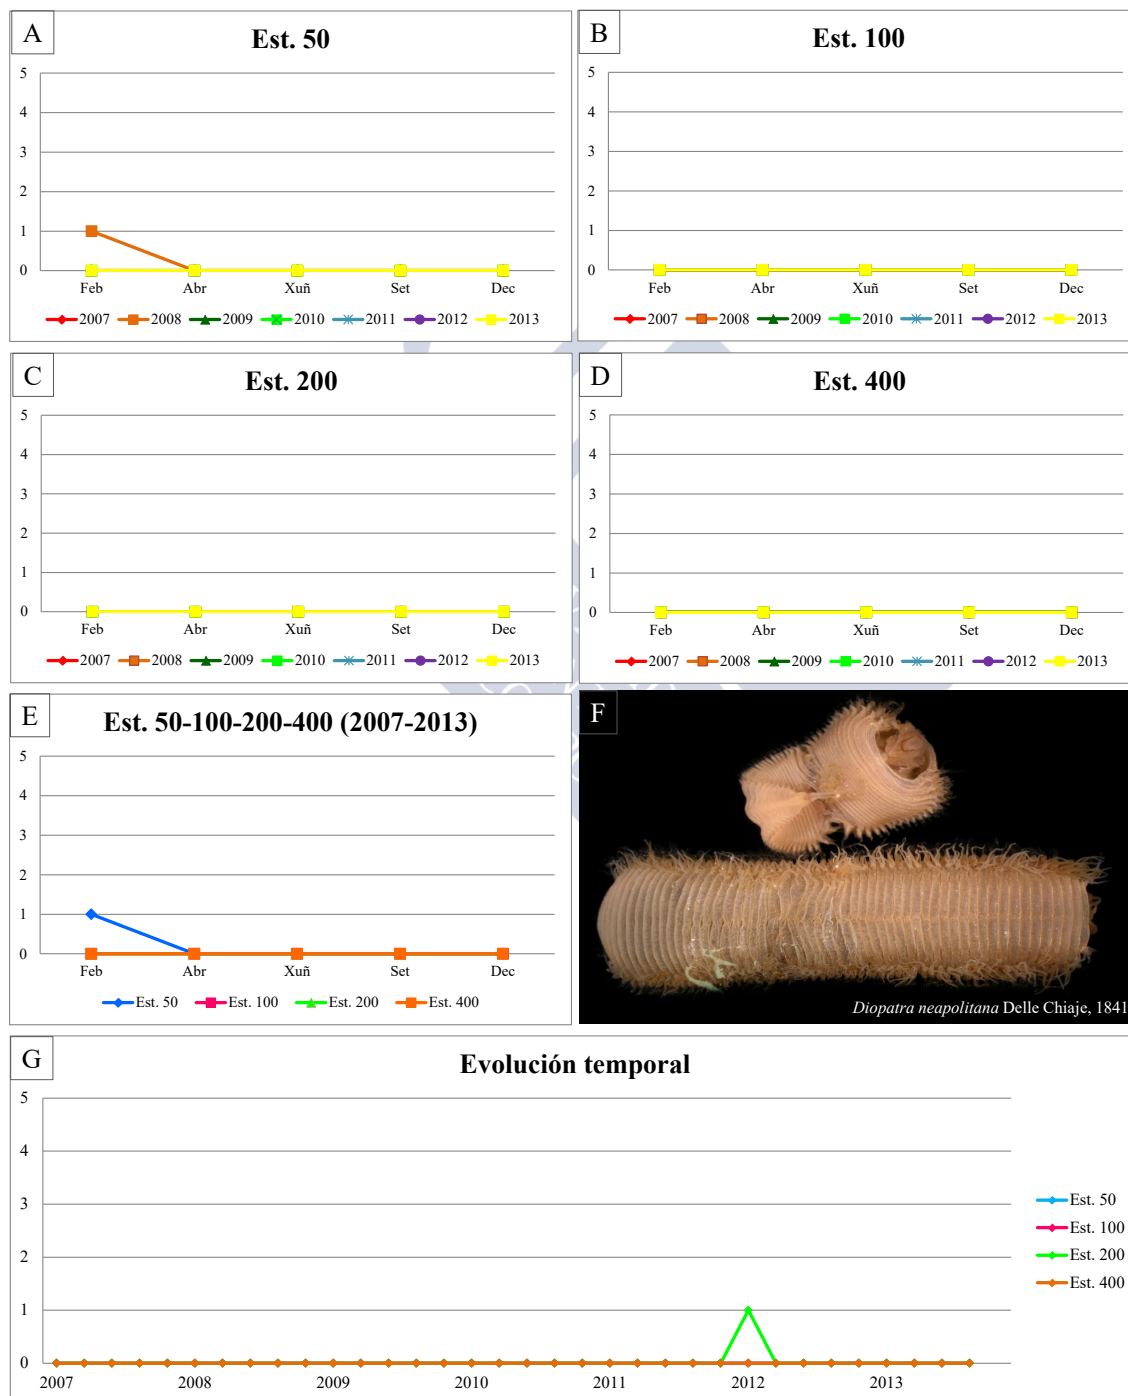 A
Est. 50
5
4
3
2
1
0
Feb Abr Xuñ Set Dec
2007 2008 2009 2010 2011 2012 2013
B
Est. 100
5
4
3
2
1
0
Feb Abr Xuñ Set Dec
2007 2008 2009 2010 2011 2012 2013
C
Est. 200
5
4
3
2
1
0
Feb Abr Xuñ Set Dec
2007 2008 2009 2010 2011 2012 2013
D
Est. 400
5
4
3
2
1
0
Feb Abr Xuñ Set Dec
2007 2008 2009 2010 2011 2012 2013
E
Est. 50-100-200-400 (2007-2013)
5
4
3
2
1
0
Feb Abr Xuñ Set Dec
Est. 50 Est. 100 Est. 200 Est. 400
F
Diopatra neapolitana Delle Chiaje, 1841
G
Evolución temporal
5
4
3
2
1
0
2007 2008 2009 2010 2011 2012 2013
Est. 50
Est. 100
Est. 200
Est. 400